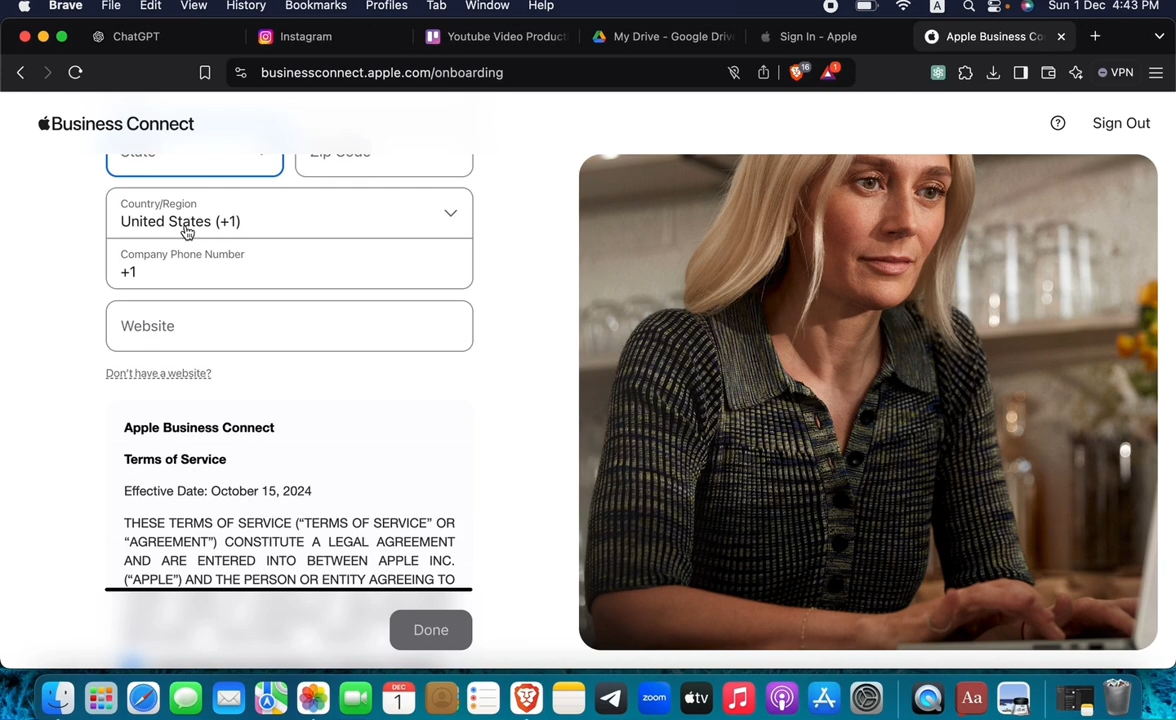 Brave File Edit View History Bookmarks Profiles Tab Window Help A Sun 1 Dec 4:43 PM
ChatGPT Instagram Youtube Video Product My Drive - Google Driv Sign In - Apple Apple Business Co
businessconnect.apple.com/onboarding 16 1 VPN
Business Connect Sign Out
State Zip Code
Country/Region
United States (+1)
Company Phone Number
+1
Website
Don't have a website?
Apple Business Connect
Terms of Service
Effective Date: October 15, 2024
THESE TERMS OF SERVICE (“TERMS OF SERVICE” OR
“AGREEMENT”) CONSTITUTE A LEGAL AGREEMENT
AND ARE ENTERED INTO BETWEEN APPLE INC.
(“APPLE”) AND THE PERSON OR ENTITY AGREEING TO
Done
DEC
1
zoom
tv
Aa